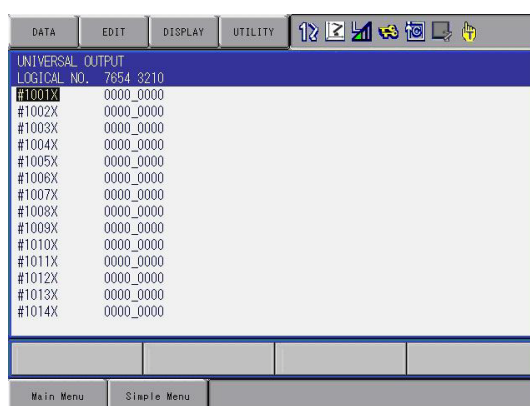 DATA EDIT DISPLAY UTILITY
UNIVERSAL OUTPUT
LOGICAL NO. 7654 3210
#1001X 0000_0000
#1002X 0000_0000
#1003X 0000_0000
#1004X 0000_0000
#1005X 0000_0000
#1006X 0000_0000
#1007X 0000_0000
#1008X 0000_0000
#1009X 0000_0000
#1010X 0000_0000
#1011X 0000_0000
#1012X 0000_0000
#1013X 0000_0000
#1014X 0000_0000
Main Menu Simple Menu